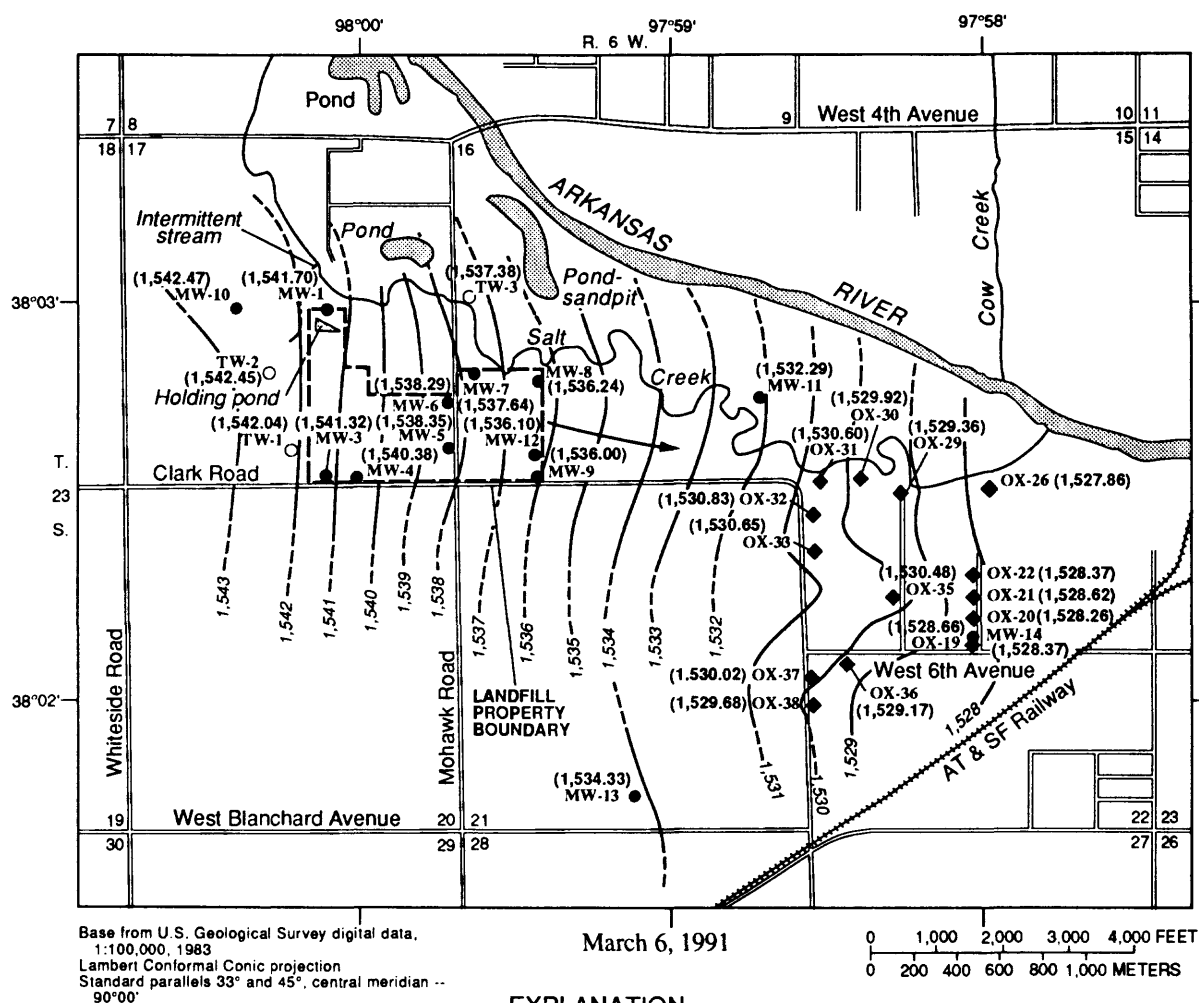 98°00'
97°59'
97°58'
R. 6 W.
Pond
7
8
18
17
16
9
West 4th Avenue
10
11
15
14
ARKANSAS
RIVER
Cow Creek
Intermittent
stream
Pond
(1,537.38)
TW-3
Pond-
sandpit
38°03'
(1,542.47)
MW-10
(1,541.70)
MW-1
Salt
Creek
TW-2
(1,542.45)
Holding pond
(1,542.04)
TW-1
(1,541.32)
MW-3
(1,538.29)
MW-6
(1,538.35)
MW-5
(1,540.38)
MW-4
MW-7
(1,537.64)
MW-8
(1,536.24)
(1,536.10)
MW-12
(1,536.00)
MW-9
(1,532.29)
MW-11
(1,529.92)
OX-30
(1,530.60)
OX-31
(1,529.36)
OX-29
T.
23
S.
Clark Road
(1,530.83) OX-32
(1,530.65)
OX-33
OX-26 (1,527.86)
(1,530.48)
OX-35
OX-22 (1,528.37)
OX-21 (1,528.62)
OX-20 (1,528.26)
(1,528.66)
OX-19
MW-14
(1,528.37)
1,543
1,542
1,541
1,540
1,539
1,538
1,537
1,536
1,535
1,534
1,533
1,532
West 6th Avenue
(1.530.02) OX-37
(1,529.68) OX-38
OX-36
(1,529.17)
38°02'
LANDFILL
PROPERTY
BOUNDARY
Whiteside Road
Mohawk Road
1,531
1,530
1,529
1,528
AT & SF Railway
(1,534.33)
MW-13
West Blanchard Avenue
19
30
20
21
29
28
22
23
27
26
Base from U.S. Geological Survey digital data,
1:100,000, 1983
Lambert Conformal Conic projection
Standard parallels 33° and 45°, central meridian --
90°00'
March 6, 1991
0 1,000 2,000 3,000 4,000 FEET
0 200 400 600 800 1,000 METERS
EXPLANATION